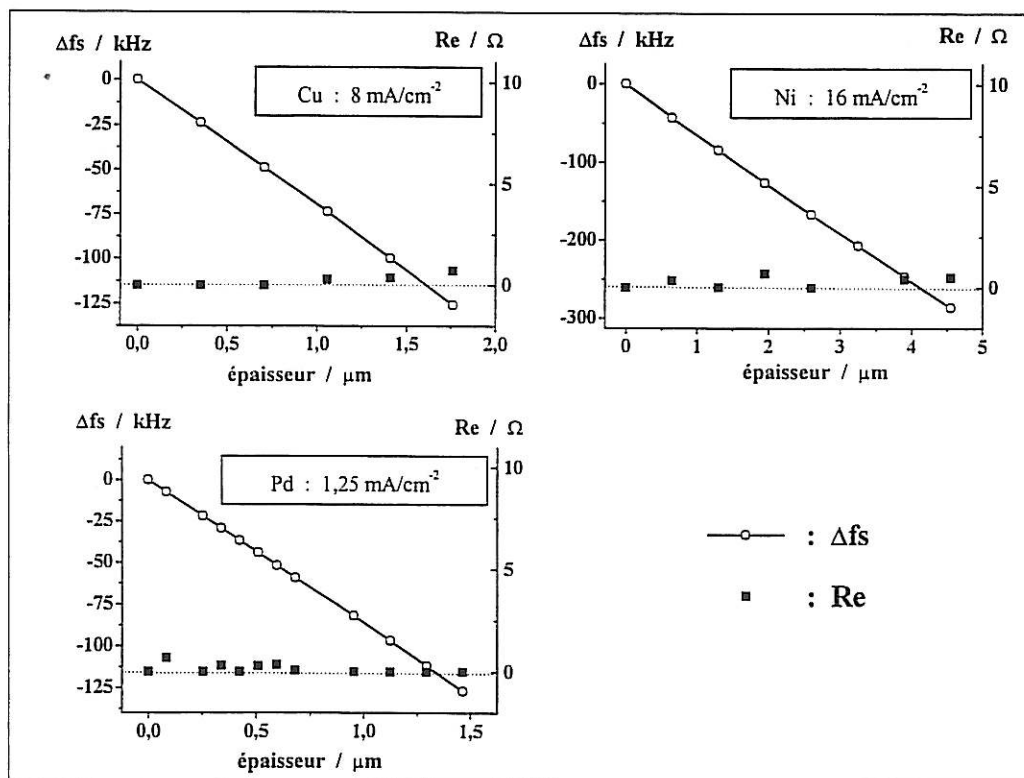 Δfs / kHz
Re / Ω
Cu : 8 mA/cm⁻²
0
-25
-50
-75
-100
-125
10
5
0
0,0
0,5
1,0
1,5
2,0
épaisseur / μm
Δfs / kHz
Re / Ω
Ni : 16 mA/cm⁻²
0
-100
-200
-300
10
5
0
0
1
2
3
4
5
épaisseur / μm
Δfs / kHz
Re / Ω
Pd : 1,25 mA/cm⁻²
0
-25
-50
-75
-100
-125
10
5
0
0,0
0,5
1,0
1,5
épaisseur / μm
: Δfs
: Re